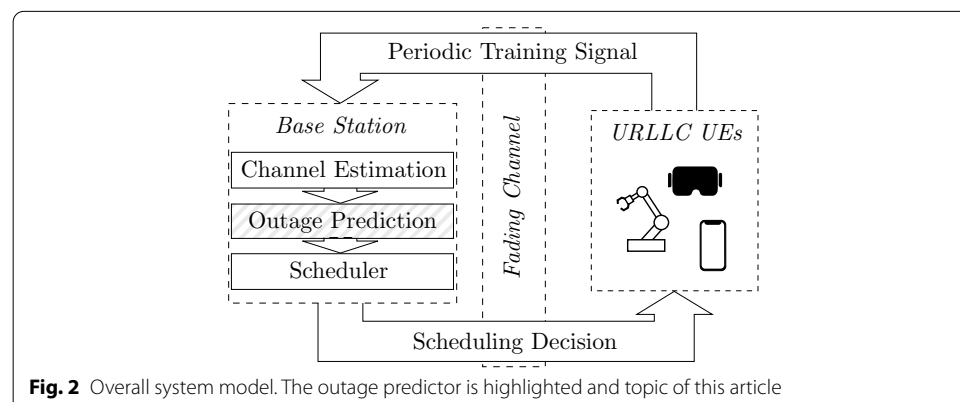 Periodic Training Signal
Base Station
Channel Estimation
Outage Prediction
Scheduler
Fading Channel
URLLC UEs
Scheduling Decision
Fig. 2 Overall system model. The outage predictor is highlighted and topic of this article